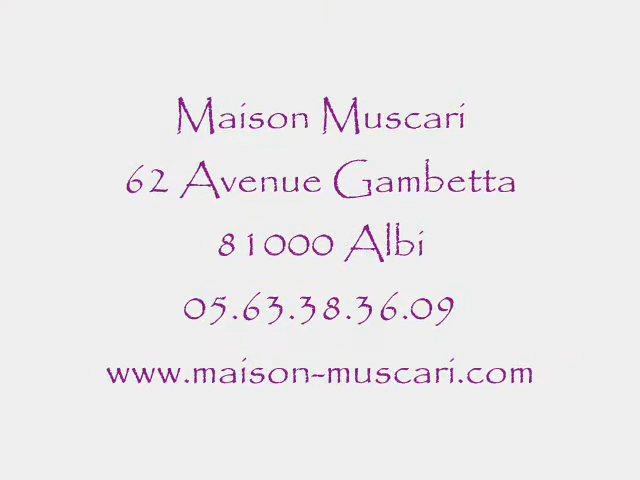 Maison Muscari
62 Avenue Gambetta
81000 Albi
05.63.38.36.09
www.maison-muscari.com